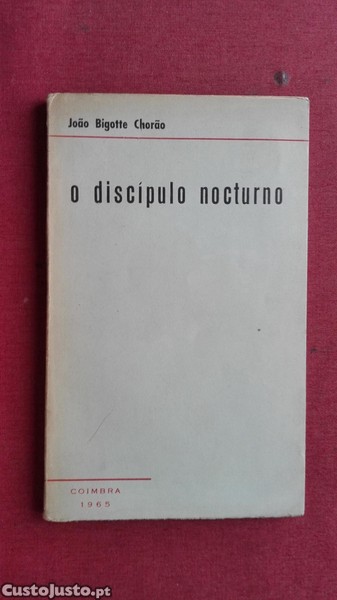 João Bigotte Chorão
o discípulo nocturno
COIMBRA
1965
CustoJusto.pt